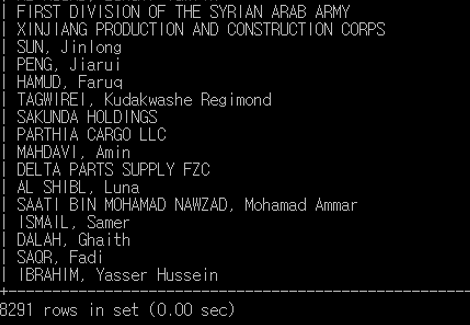 | FIRST DIVISION OF THE SYRIAN ARAB ARMY
| XINJIANG PRODUCTION AND CONSTRUCTION CORPS
| SUN, Jinlong
| PENG, Jiarui
| HAMUD, Faruq
| TAGWIREI, Kudakwashe Regimond
| SAKUNDA HOLDINGS
| PARTHIA CARGO LLC
| MAHDAVI, Amin
| DELTA PARTS SUPPLY FZC
| AL SHIBL, Luna
| SAATI BIN MOHAMAD NAWZAD, Mohamad Ammar
| ISMAIL, Samer
| DALAH, Ghaith
| SAQR, Fadi
| IBRAHIM, Yasser Hussein
8291 rows in set (0.00 sec)